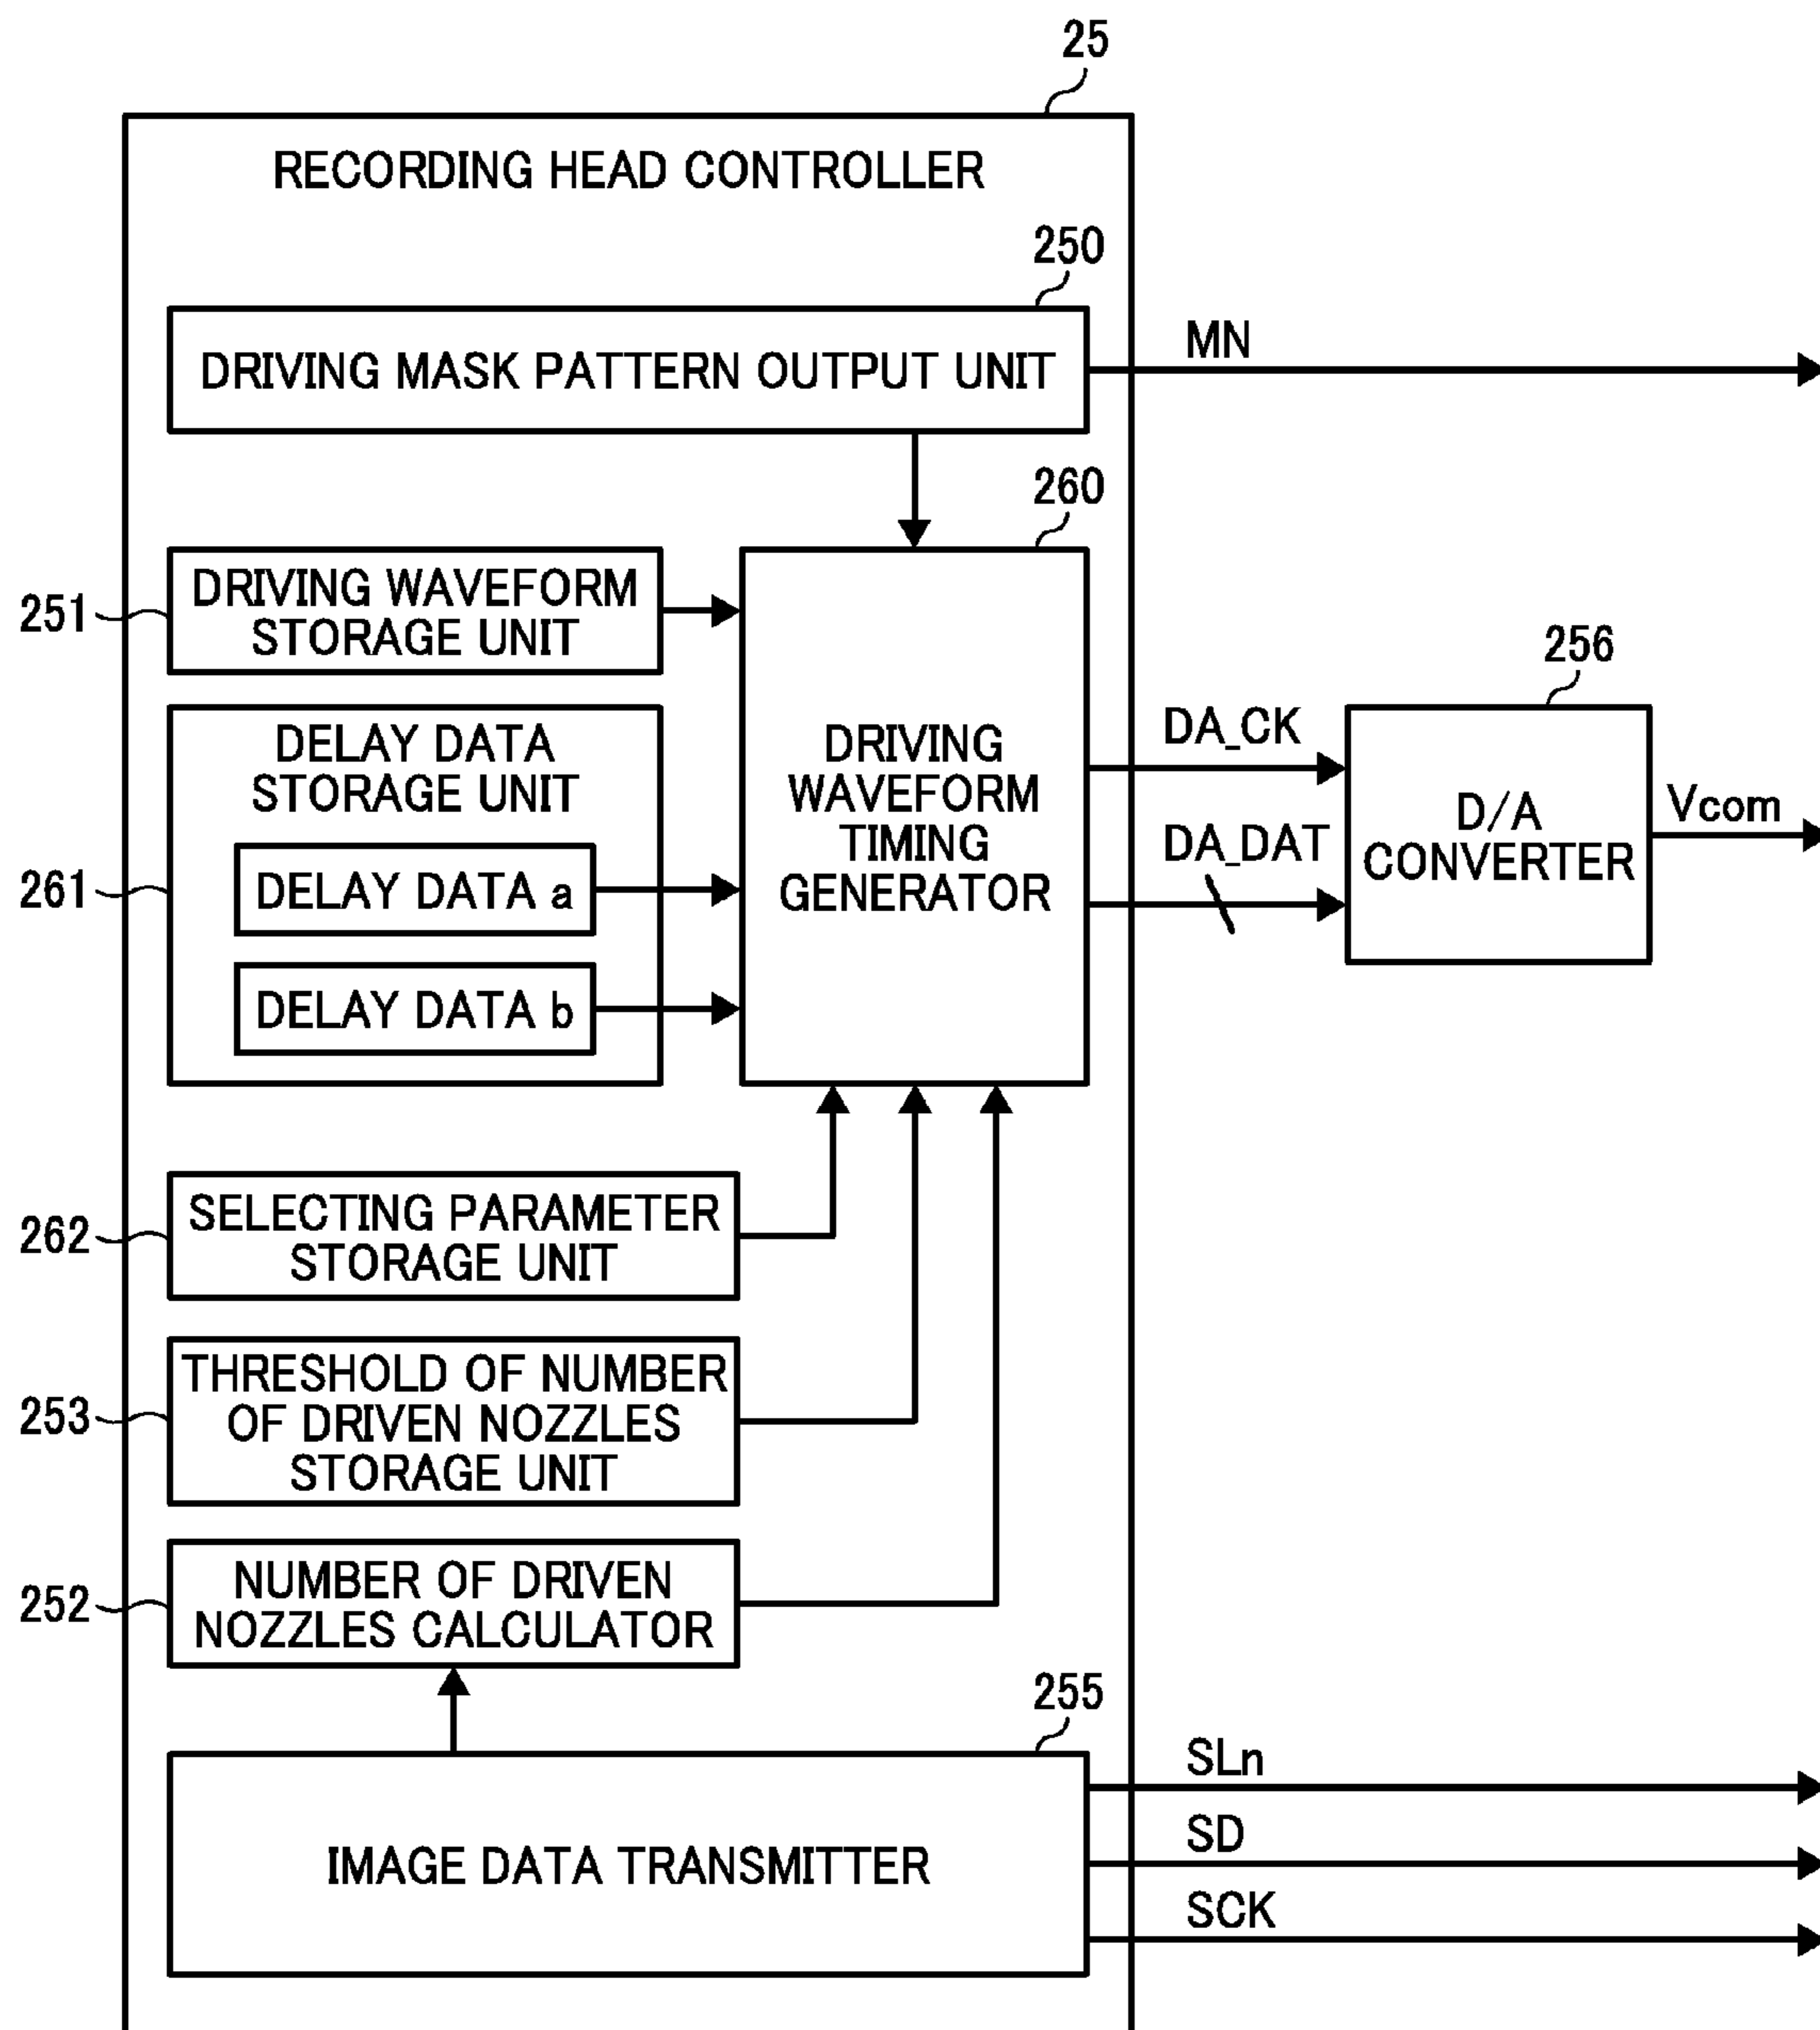 25
RECORDING HEAD CONTROLLER
250
DRIVING MASK PATTERN OUTPUT UNIT
MN
260
251
DRIVING WAVEFORM
STORAGE UNIT
261
DELAY DATA
STORAGE UNIT
DELAY DATA a
DELAY DATA b
DRIVING
WAVEFORM
TIMING
GENERATOR
DA_CK
DA_DAT
256
D/A
CONVERTER
Vcom
262
SELECTING PARAMETER
STORAGE UNIT
253
THRESHOLD OF NUMBER
OF DRIVEN NOZZLES
STORAGE UNIT
252
NUMBER OF DRIVEN
NOZZLES CALCULATOR
255
IMAGE DATA TRANSMITTER
SLn
SD
SCK